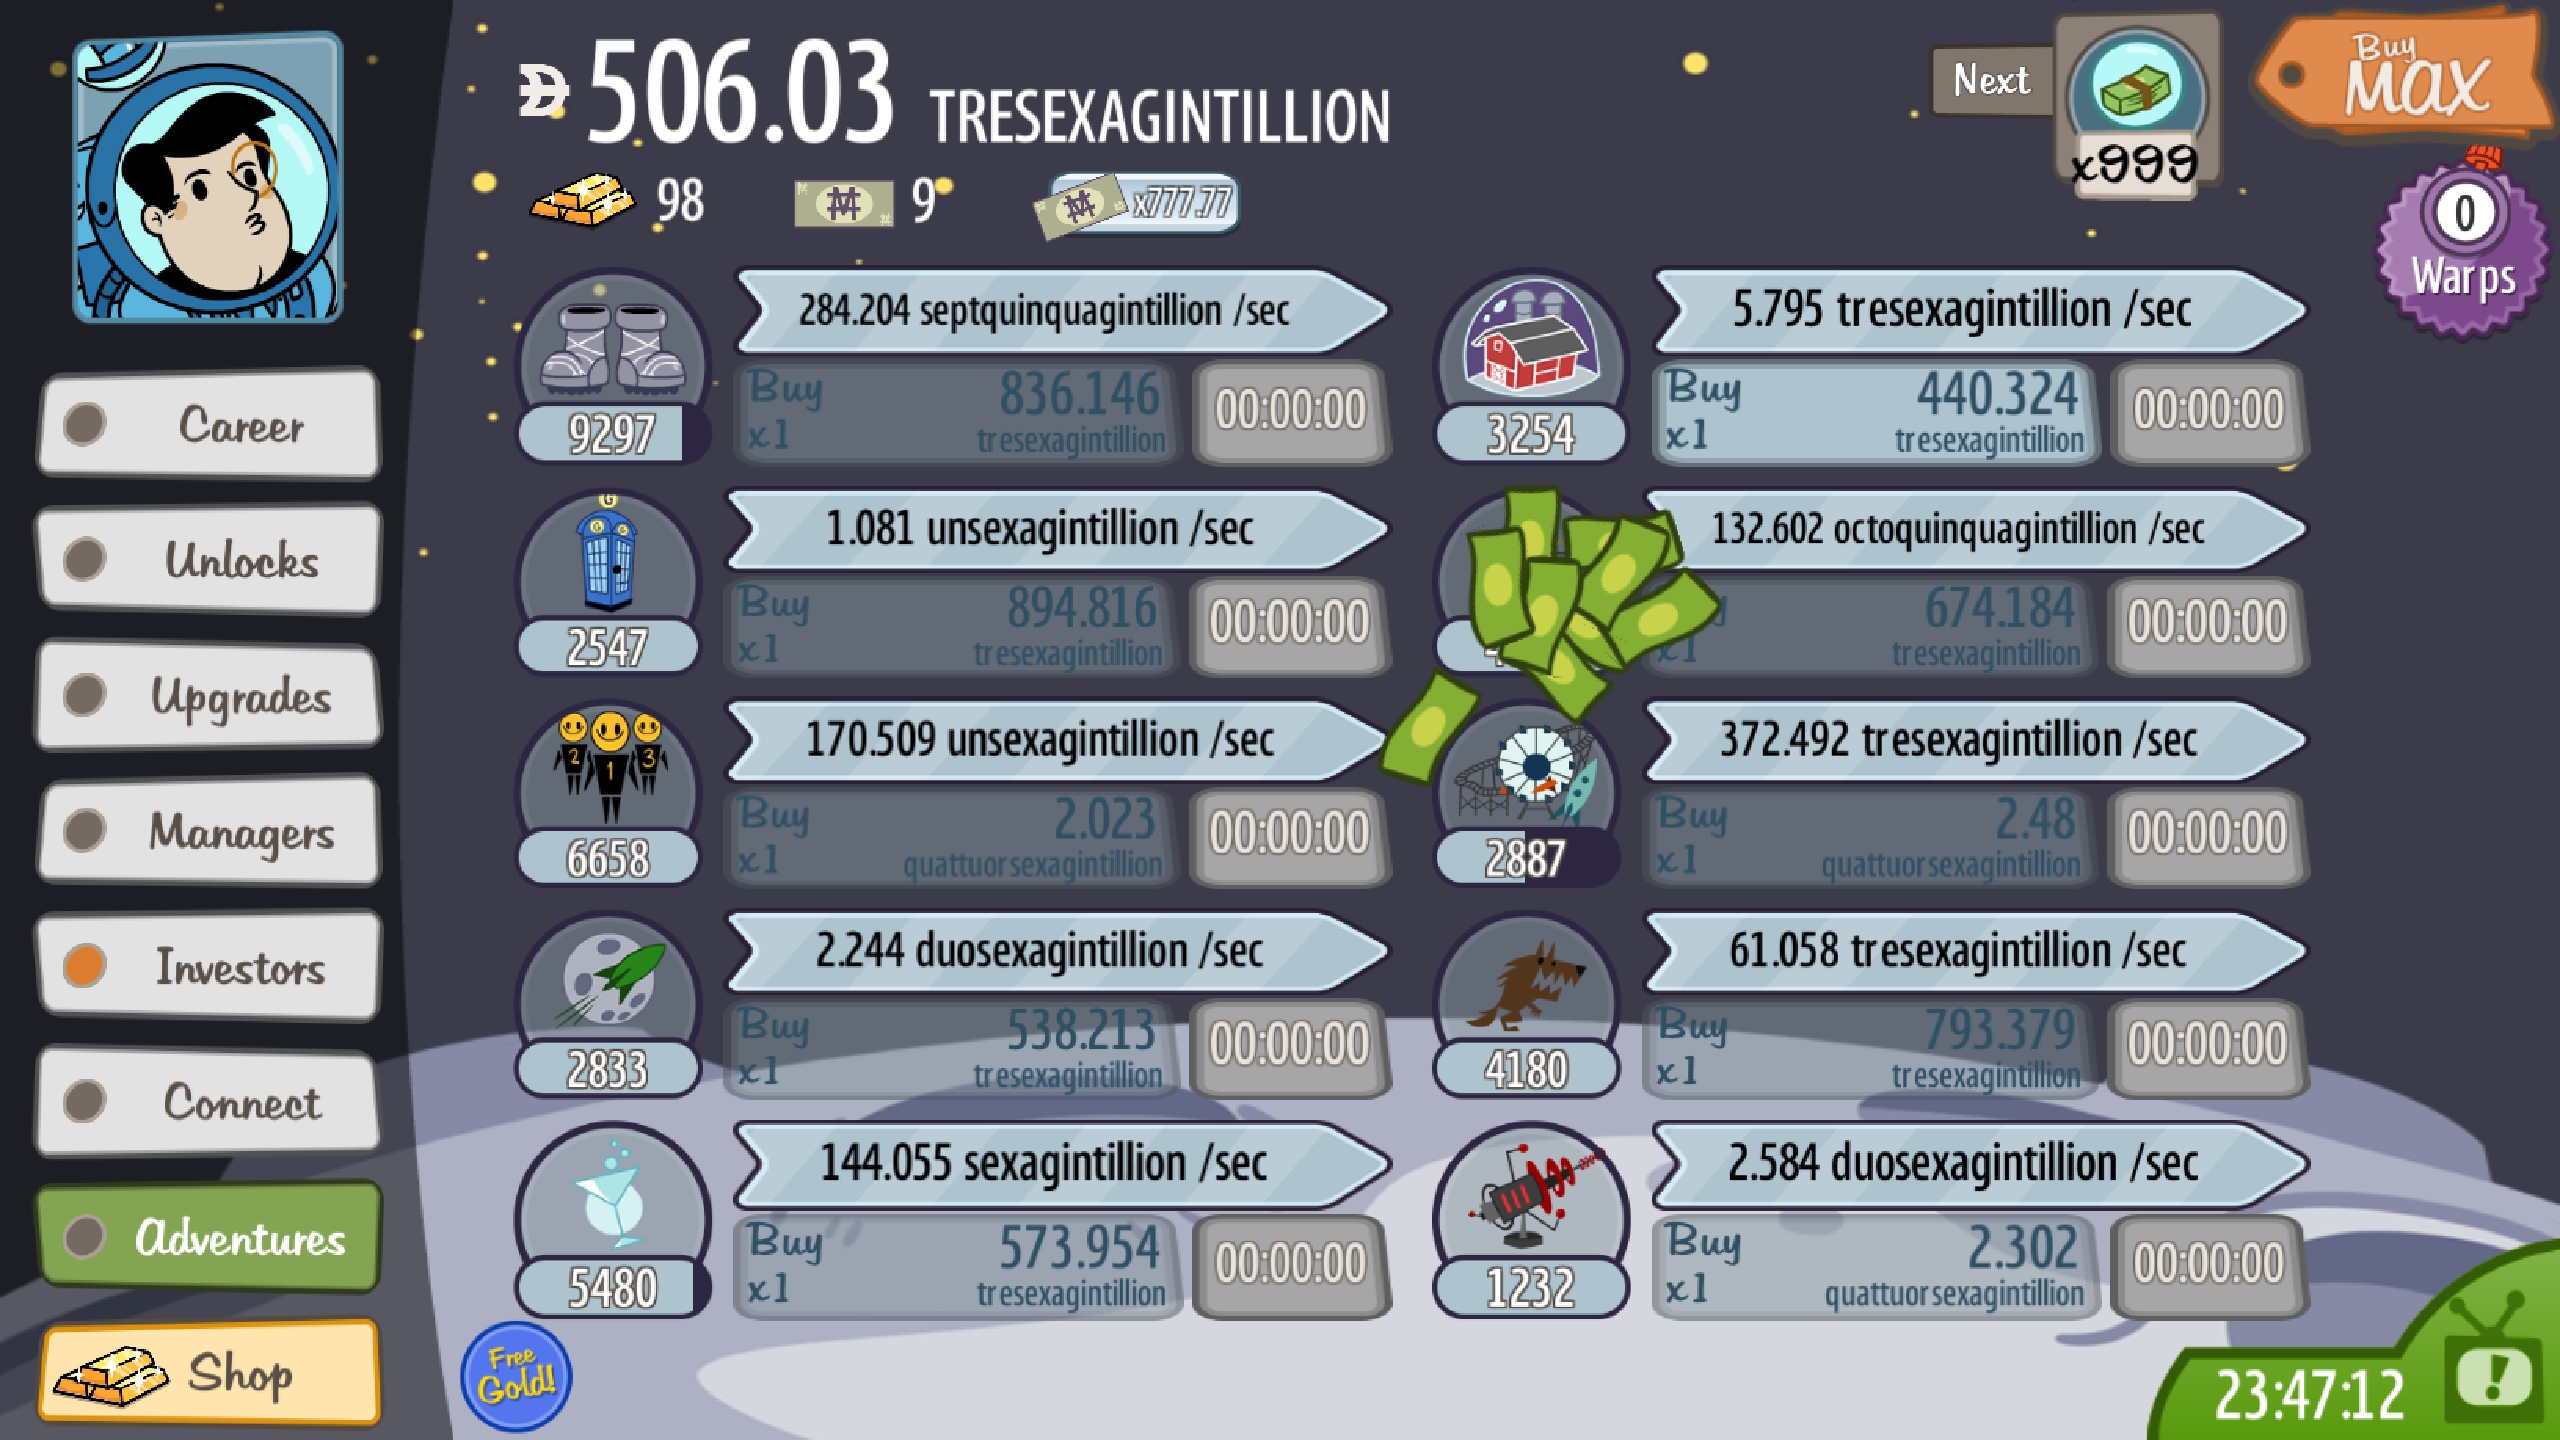 506.03 TRESEXAGINTILLION
Next
x999
Buy
MAX
98
9
x777.77
0
Warps
Career
Unlocks
Upgrades
Managers
Investors
Connect
Adventures
Shop
284.204 septquinquagintillion /sec
9297
Buy
x1
836.146
tresexagintillion
00:00:00
5.795 tresexagintillion /sec
3254
Buy
x1
440.324
tresexagintillion
00:00:00
G
G G
1.081 unsexagintillion /sec
2547
Buy
x1
894.816
tresexagintillion
00:00:00
132.602 octoquinquagintillion /sec
x1
674.184
tresexagintillion
00:00:00
2 1 3
170.509 unsexagintillion /sec
6658
Buy
x1
2.023
quattuorsexagintillion
00:00:00
372.492 tresexagintillion /sec
2887
Buy
x1
2.48
quattuorsexagintillion
00:00:00
2.244 duosexagintillion /sec
2833
Buy
x1
538.213
tresexagintillion
00:00:00
61.058 tresexagintillion /sec
4180
Buy
x1
793.379
tresexagintillion
00:00:00
144.055 sexagintillion /sec
5480
Buy
x1
573.954
tresexagintillion
00:00:00
2.584 duosexagintillion /sec
1232
Buy
x1
2.302
quattuorsexagintillion
00:00:00
Free
Gold!
23:47:12
!